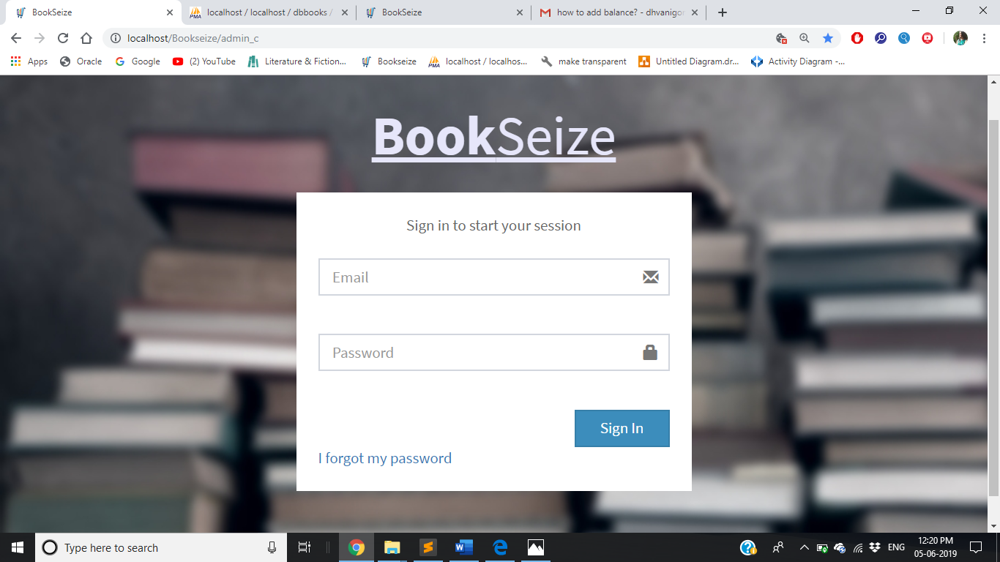 BookSeize
localhost / localhost / dbbooks /
BookSeize
how to add balance? - dhvanigor
localhost/Bookseize/admin_c
Apps
Oracle
Google
(2) YouTube
Literature & Fiction...
Bookseize
PMA
localhost / localhos...
make transparent
Untitled Diagram.dr...
Activity Diagram -...
BookSeize
Sign in to start your session
Email
Password
Sign In
I forgot my password
Type here to search
ENG
12:20 PM
05-06-2019